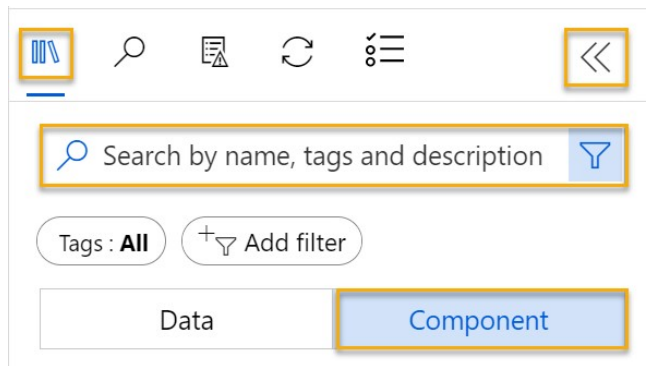 Search by name, tags and description
Tags : All Add filter
Data Component